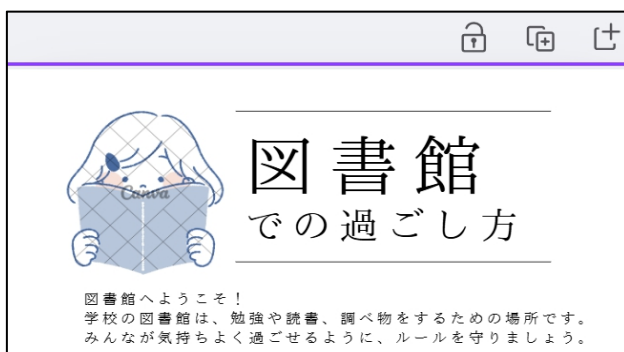 図書館
での過ごし方
Canva
図書館へようこそ!
学校の図書館は、勉強や読書、調べ物をするための場所です。
みんなが気持ちよく過ごせるように、ルールを守りましょう。